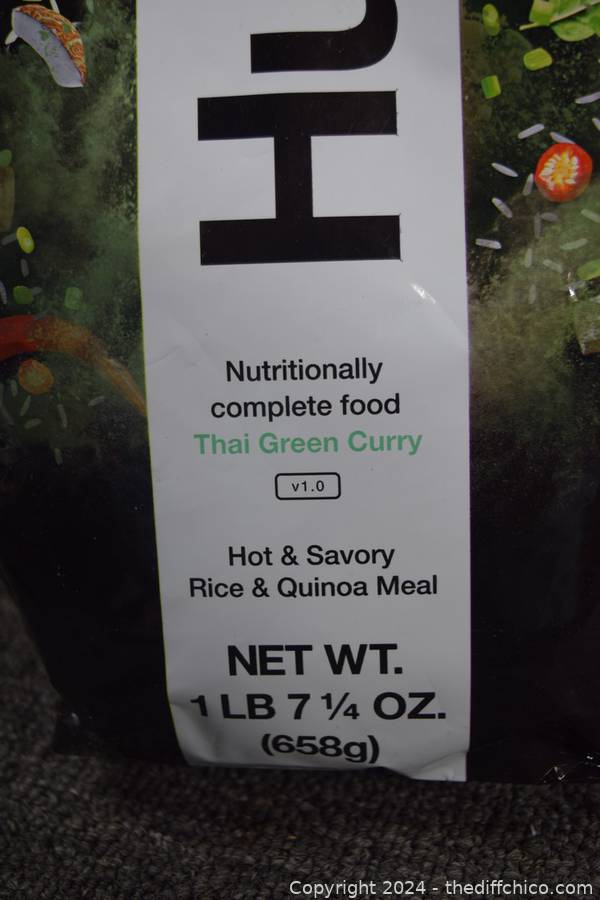 Hu
Nutritionally
complete food
Thai Green Curry
v1.0
Hot & Savory
Rice & Quinoa Meal
NET WT.
1 LB 7 ¼ OZ.
(658g)
Copyright 2024 - thediffchico.com